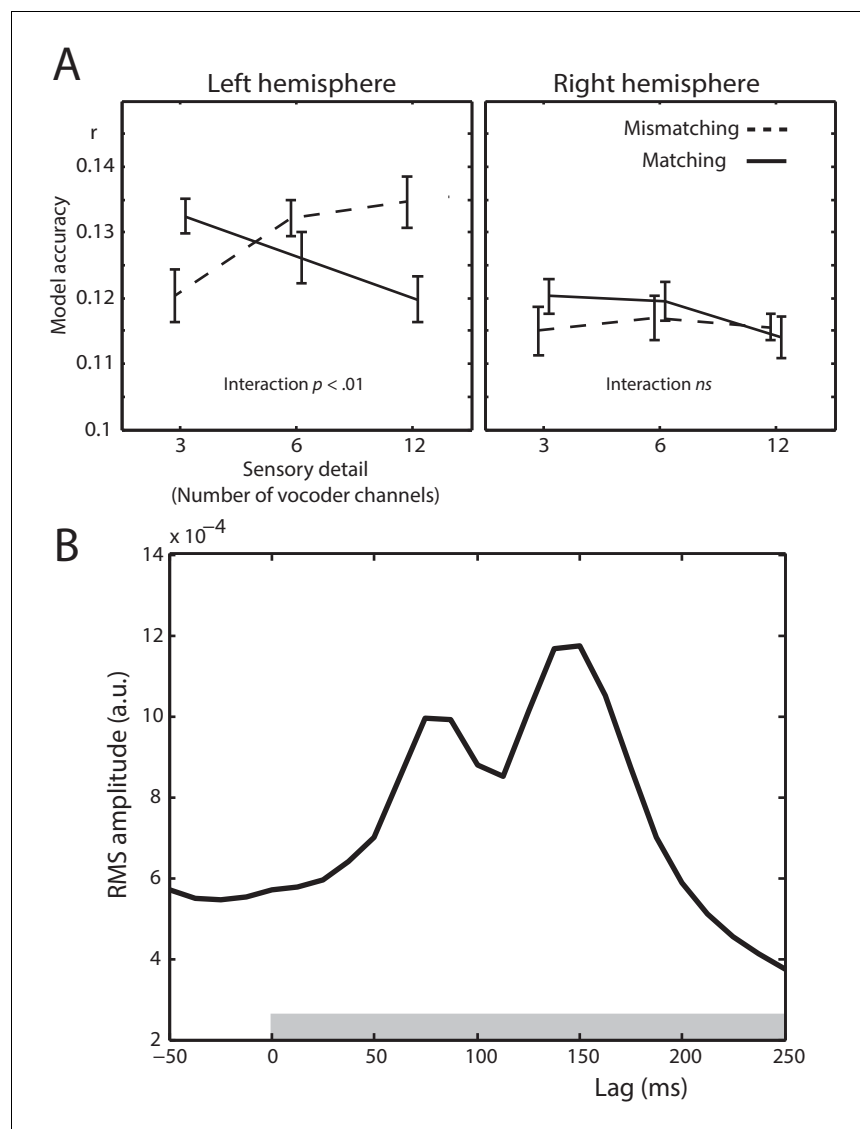 A
Left hemisphere
Right hemisphere
r
Mismatching
Matching
0.14
0.13
0.12
0.11
0.1
Model accuracy
Interaction p < .01
Interaction ns
3 6 12
3 6 12
Sensory detail
(Number of vocoder channels)
B
x 10−4
14
12
10
8
6
4
2
RMS amplitude (a.u.)
−50 0 50 100 150 200 250
Lag (ms)